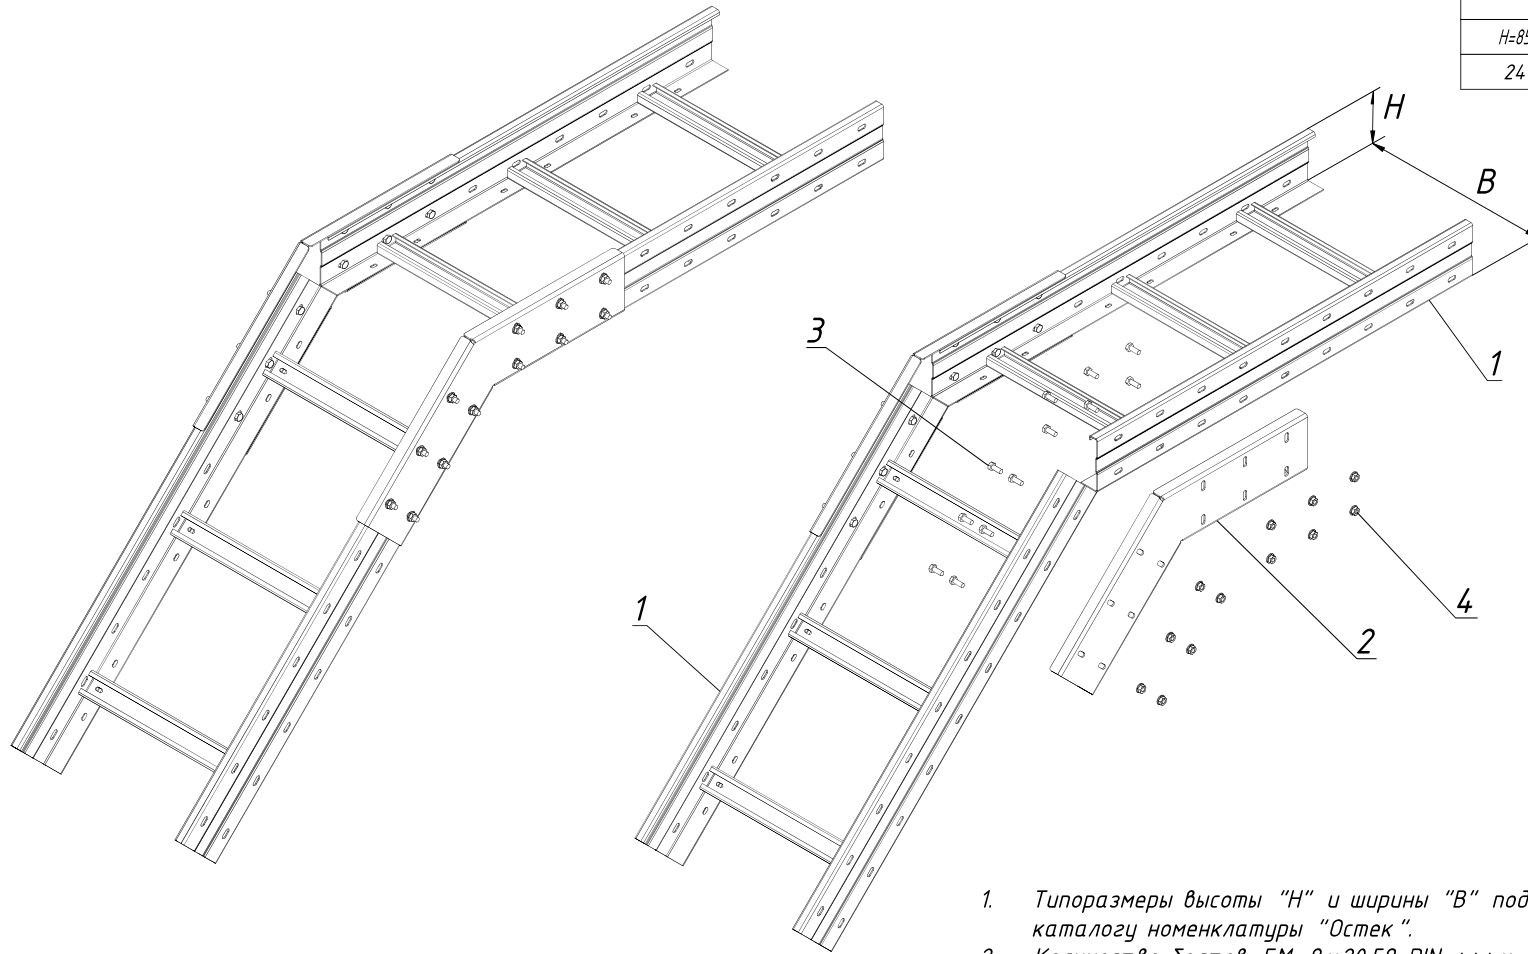 H=85
24
H
B
3
1
1
2
4
1. Типоразмеры высоты "Н" и ширины "В" под
каталогу номенклатуры "Остек".